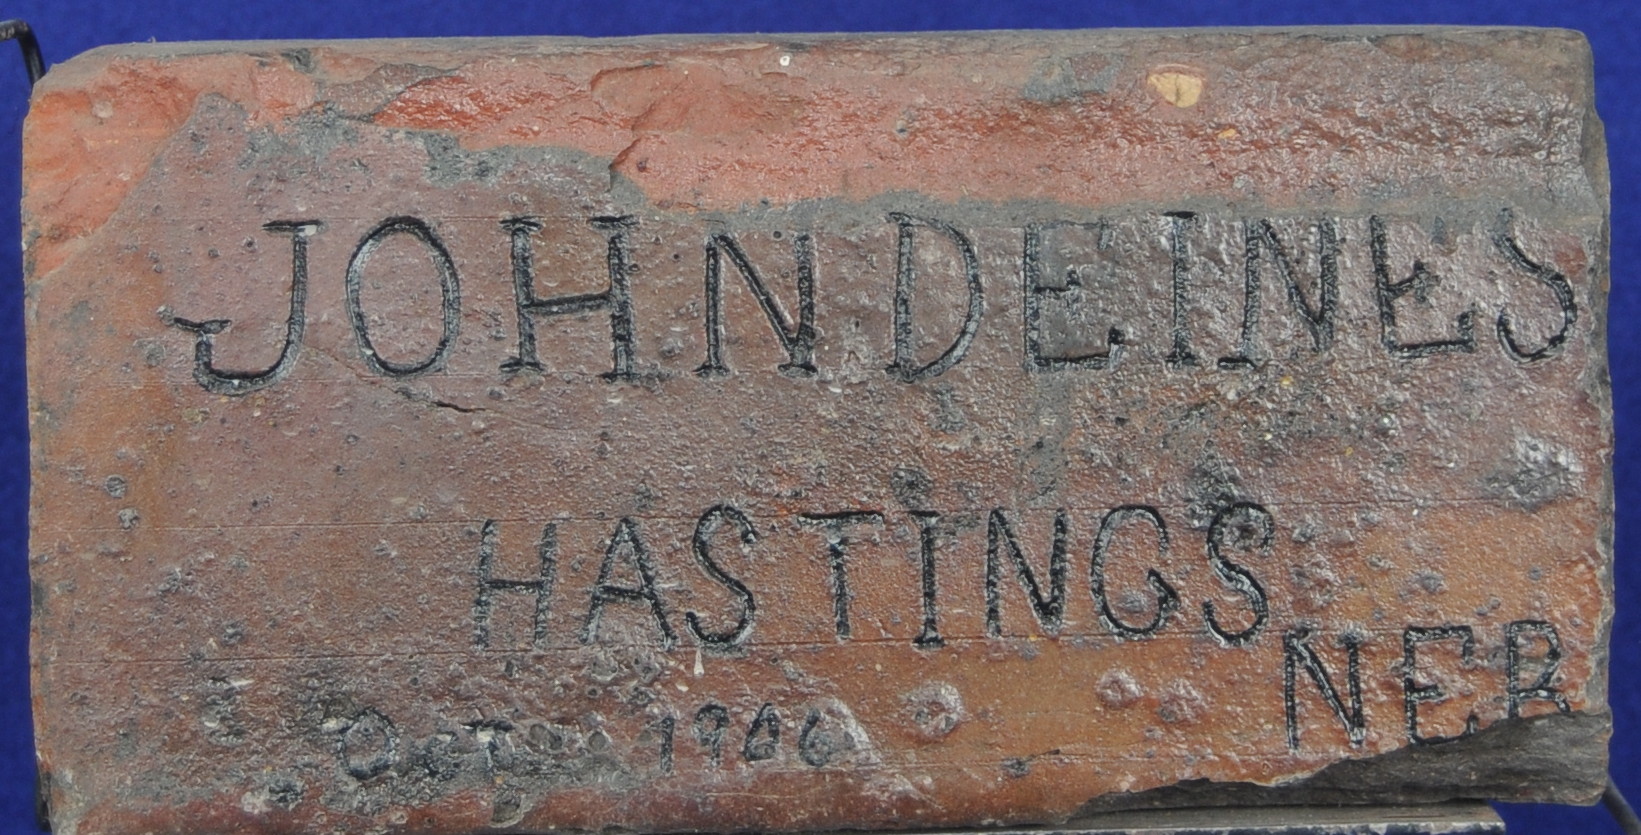 JOHN DEINES
HASTINGS
NEB
Oct 1906